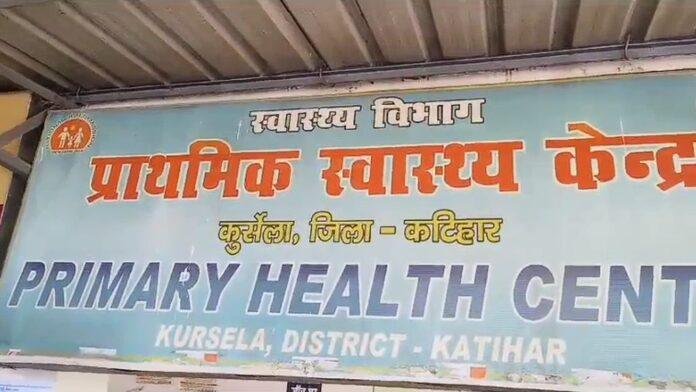 स्वास्थ्य विभाग
प्राथमिक स्वास्थ्य केन्द्र
कुर्सेला, जिला - कटिहार
PRIMARY HEALTH CENT
KURSELA, DISTRICT - KATIHAR